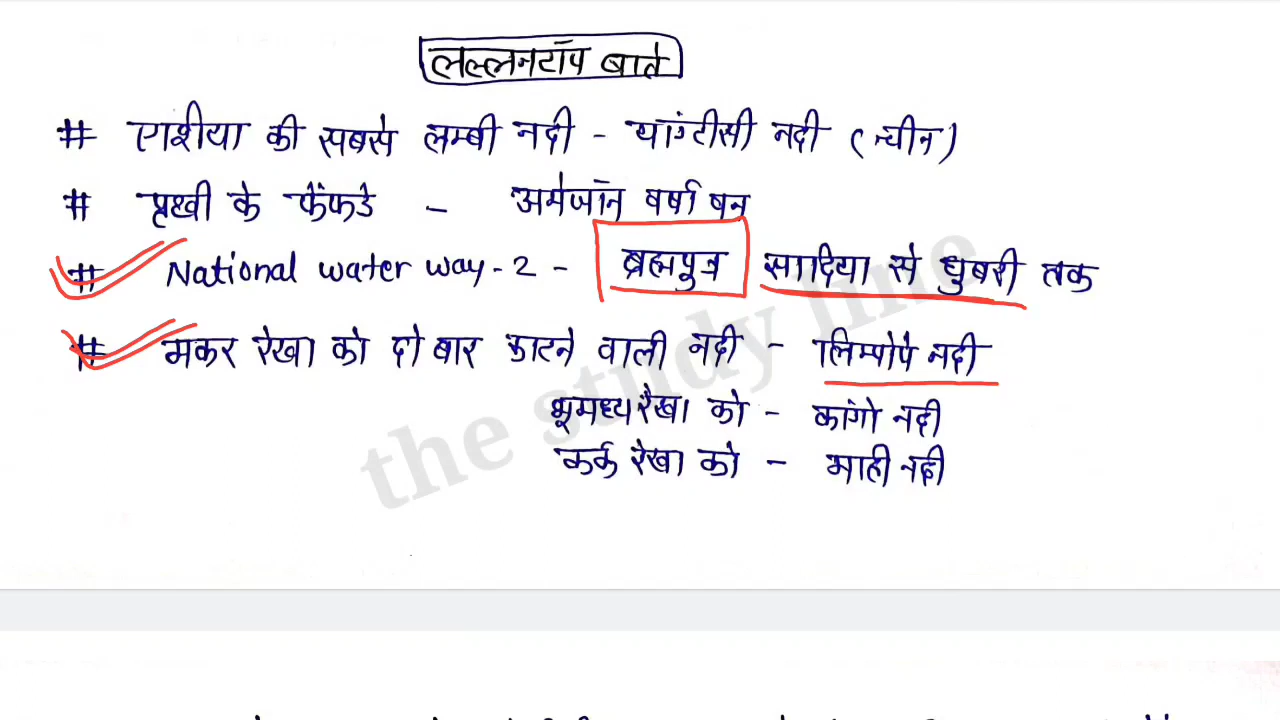 लल्लनटॉप बाते
# एाशीया की सबसे लम्बी नदी - यांग्टीसी नदी (चीन)
# पृथ्वी के फेंफडे - अमेजॉन वर्षा वन
# National water way-2 - ब्रह्मपुत्र सादिया से धुबरी तक
# मकर रेखा को दो बार काटने वाली नदी - लिम्पोपे नदी
भूमध्य रेखा को - कांगो नदी
कर्क रेखा को - माही नदी
the study line